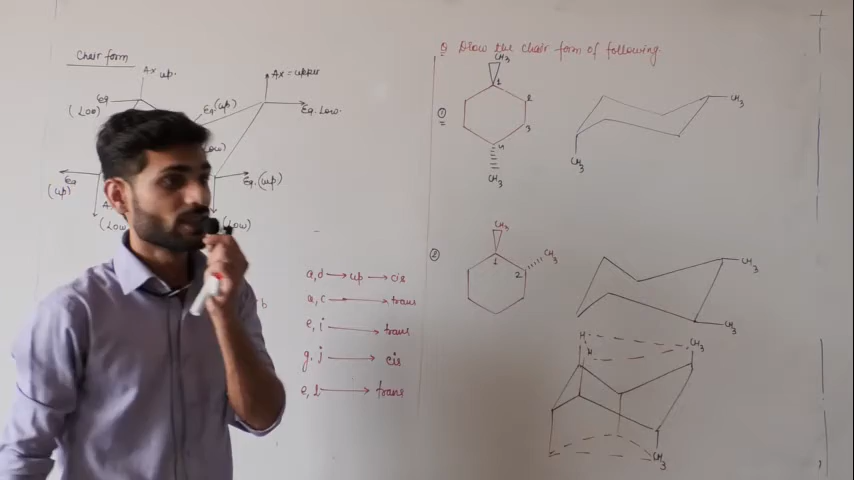 Chair form
Ax up.
Ax = upper
Eq
(Low)
Eq (up)
Eq. Low.
Eq
(up)
Eq. (up)
(Low
(Low)
a,d → up → cis
a, c → trans
e, i → trans
g, j → cis
e, l → trans
Q Draw the chair form of following.
①
CH3
1
2
3
4
CH3
CH3
CH3
②
CH3
1
2
CH3
CH3
CH3
H
H
CH3
CH3